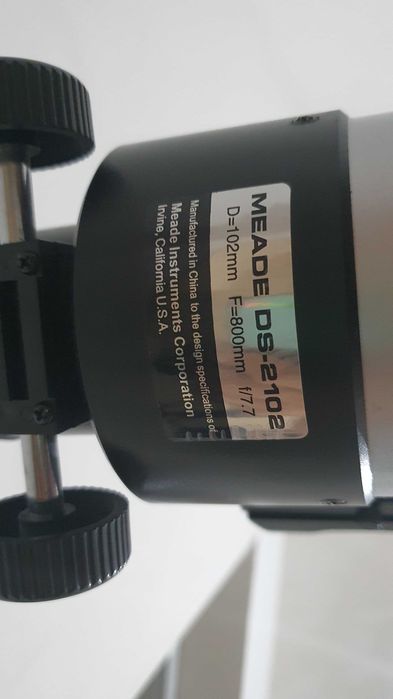 MEADE DS-2102
D=102mm F=800mm f/7.7
Manufactured in China to the design specifications of
Meade Instruments Corporation
Irvine, California U.S.A.